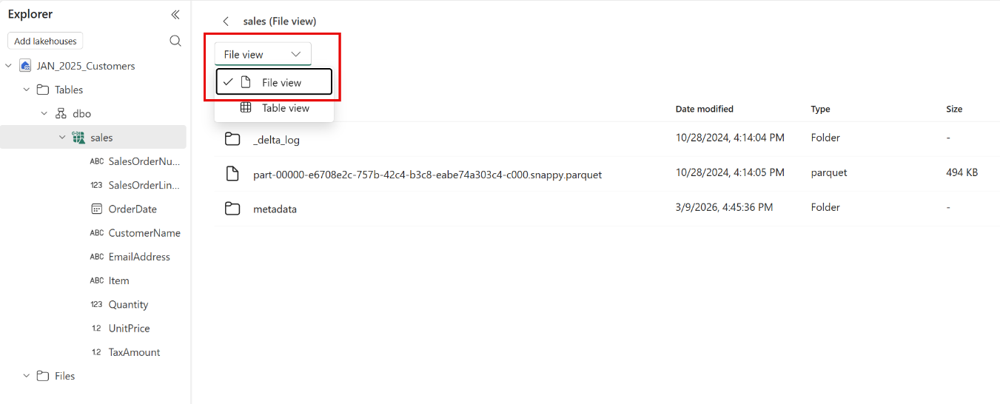 Explorer
Add lakehouses
JAN_2025_Customers
Tables
dbo
sales
ABC SalesOrderNu...
123 SalesOrderLin...
OrderDate
ABC CustomerName
ABC EmailAddress
ABC Item
123 Quantity
1.2 UnitPrice
1.2 TaxAmount
Files
sales (File view)
File view
File view
Table view
Date modified Type Size
_delta_log 10/28/2024, 4:14:04 PM Folder -
part-00000-e6708e2c-757b-42c4-b3c8-eabe74a303c4-c000.snappy.parquet 10/28/2024, 4:14:05 PM parquet 494 KB
metadata 3/9/2026, 4:45:36 PM Folder -